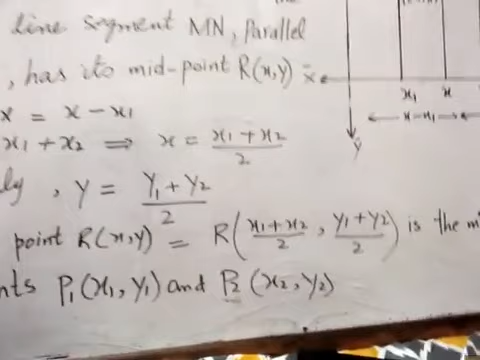 line segment MN, Parallel
, has its mid-point R(x,y) x̄
x = x - x1
x1 + x2 ⇒ x = (x1 + x2)/2
ly, y = (y1 + y2)/2
point R(x,y) = R((x1+x2)/2, (y1+y2)/2) is the m
nts P1(x1, y1) and P2 (x2, y2)
x1 x
x - x1
ȳ